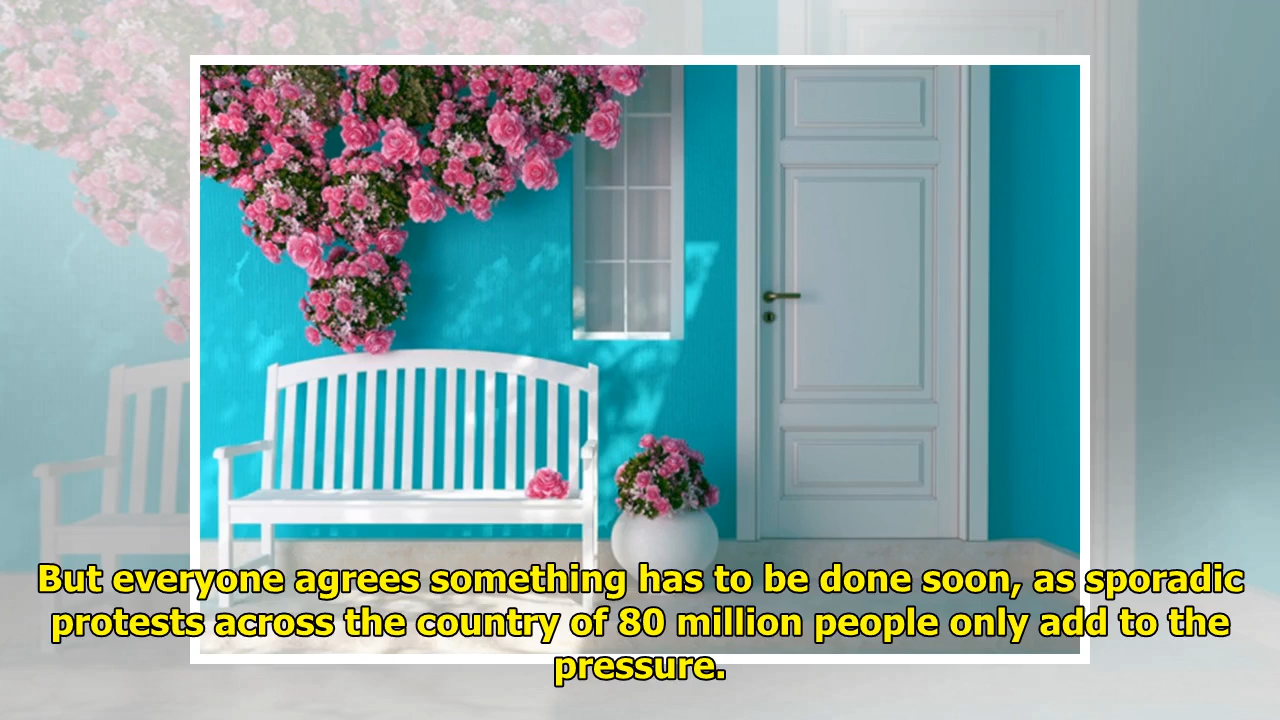 But everyone agrees something has to be done soon, as sporadic
protests across the country of 80 million people only add to the
pressure.